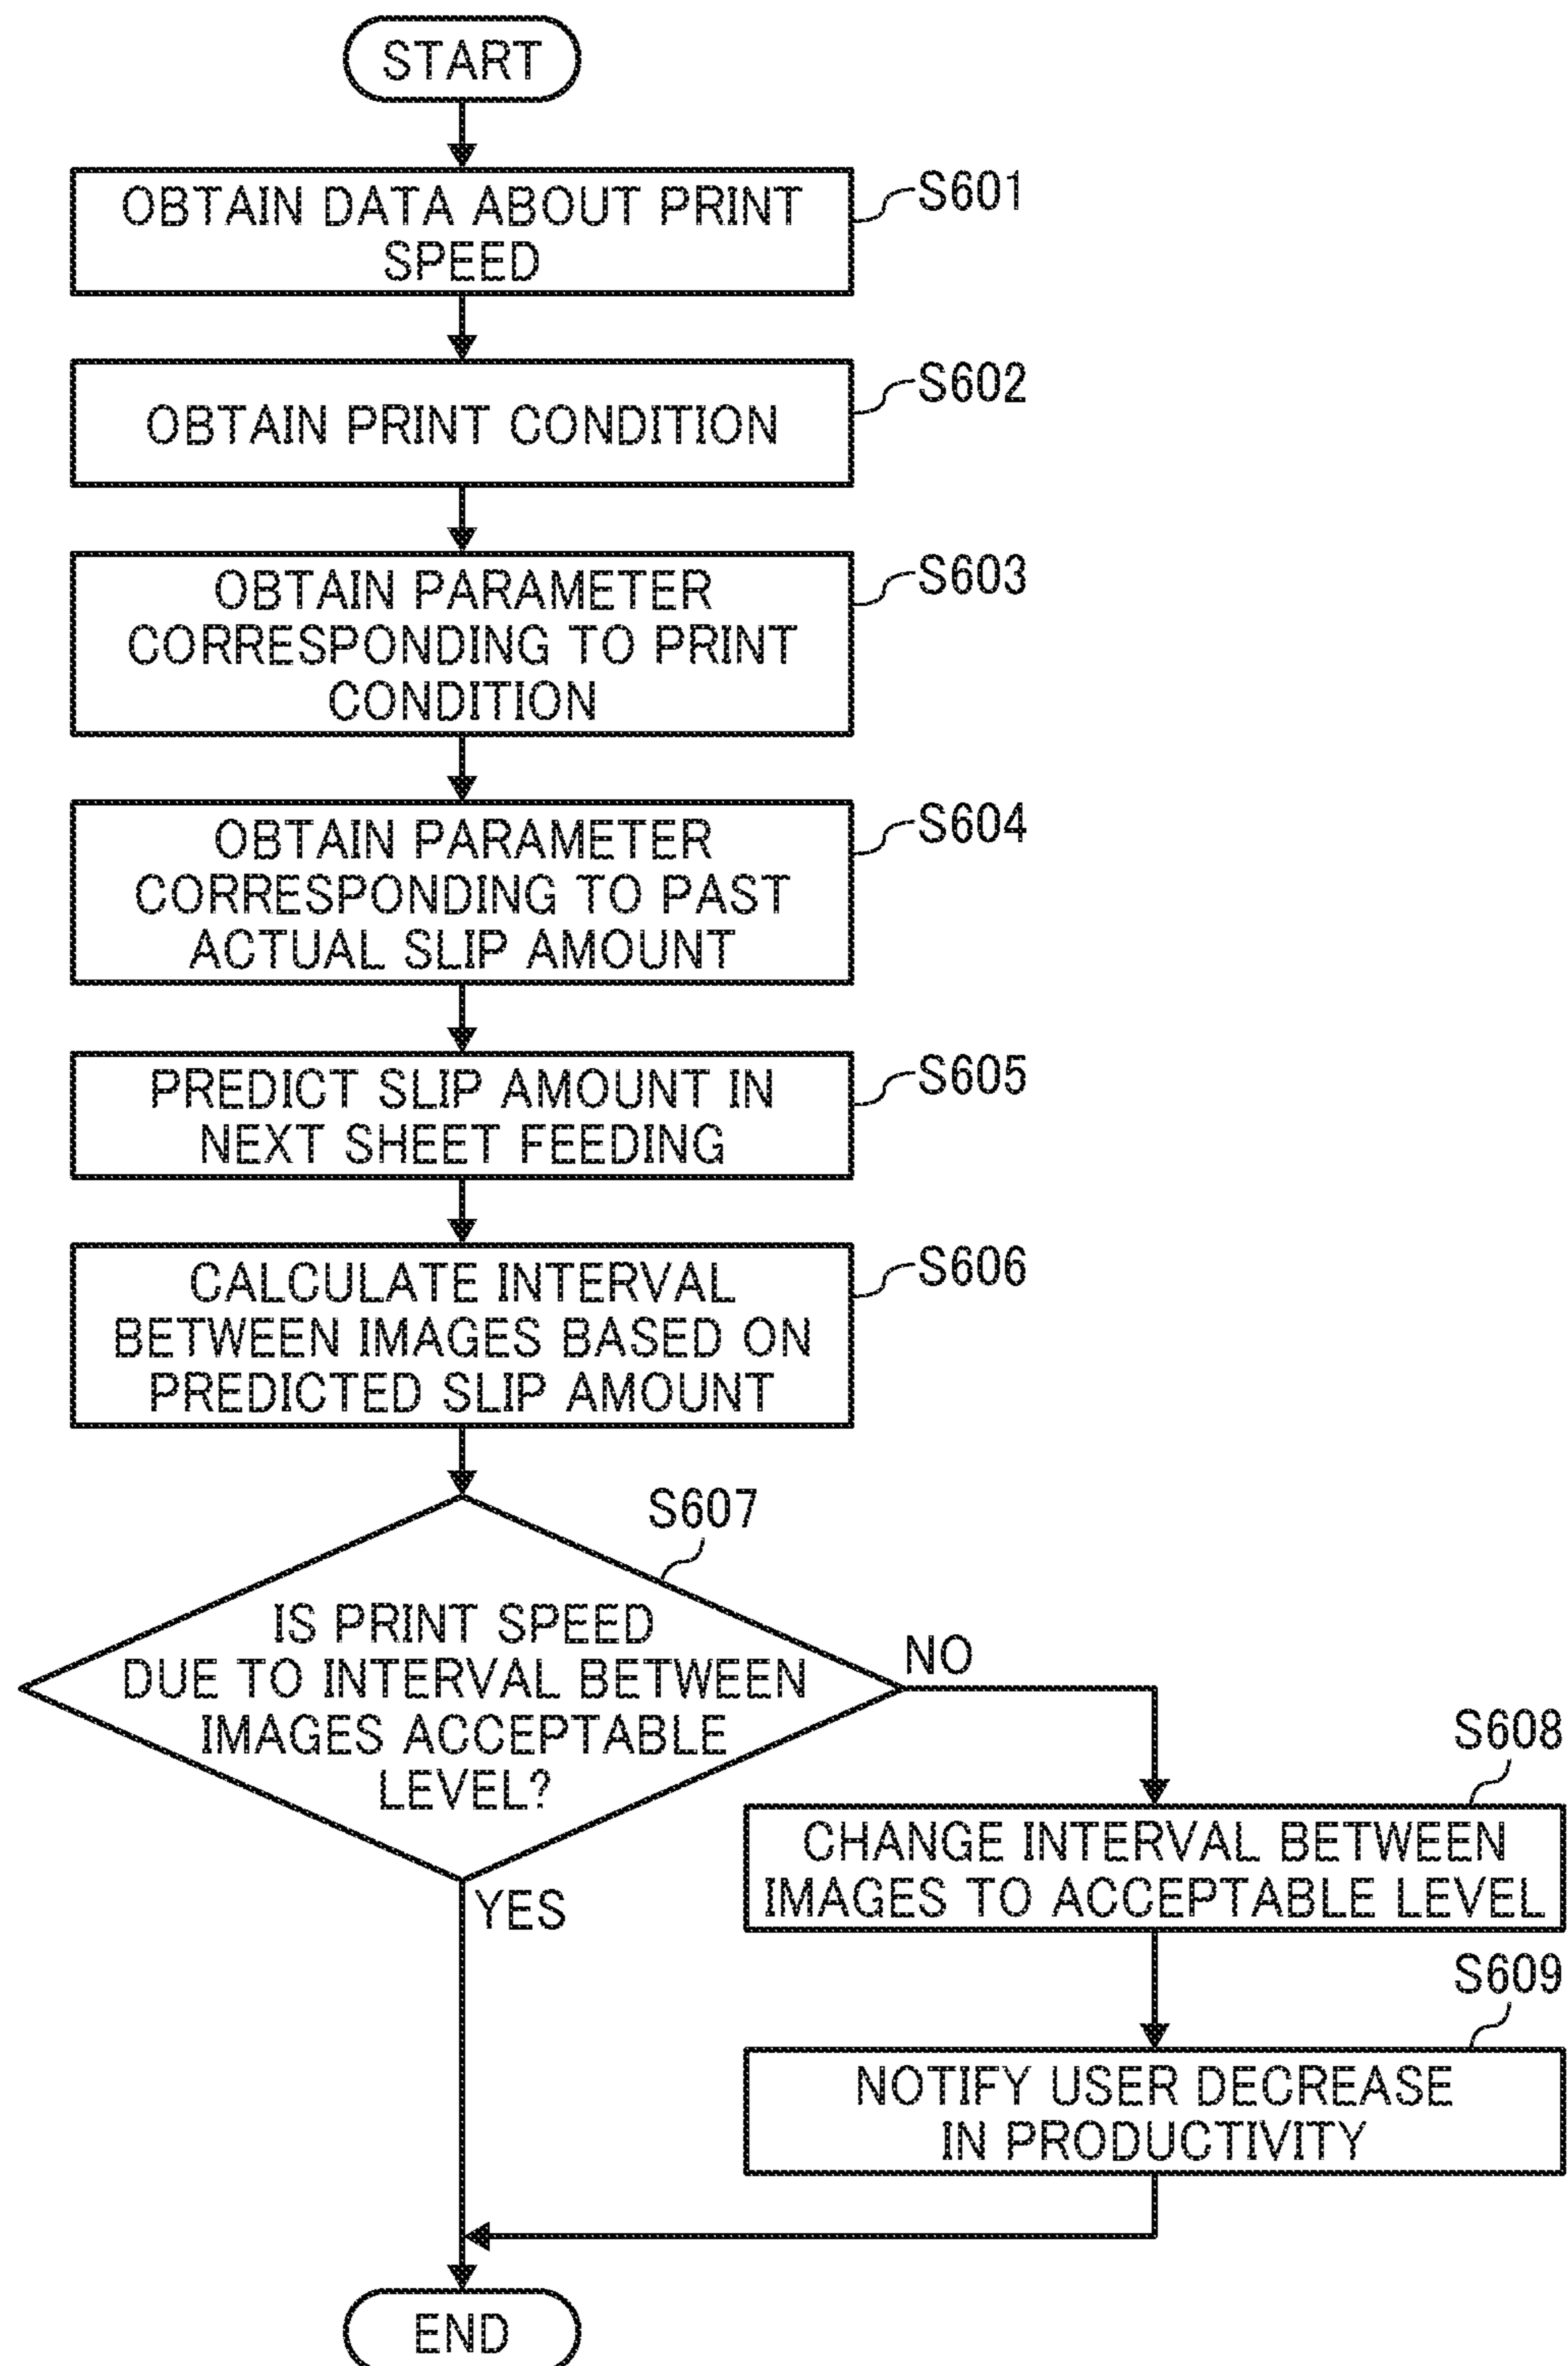 START
OBTAIN DATA ABOUT PRINT
SPEED
S601
OBTAIN PRINT CONDITION
S602
OBTAIN PARAMETER
CORRESPONDING TO PRINT
CONDITION
S603
OBTAIN PARAMETER
CORRESPONDING TO PAST
ACTUAL SLIP AMOUNT
S604
PREDICT SLIP AMOUNT IN
NEXT SHEET FEEDING
S605
CALCULATE INTERVAL
BETWEEN IMAGES BASED ON
PREDICTED SLIP AMOUNT
S606
S607
IS PRINT SPEED
DUE TO INTERVAL BETWEEN
IMAGES ACCEPTABLE
LEVEL?
NO
YES
S608
CHANGE INTERVAL BETWEEN
IMAGES TO ACCEPTABLE LEVEL
S609
NOTIFY USER DECREASE
IN PRODUCTIVITY
END